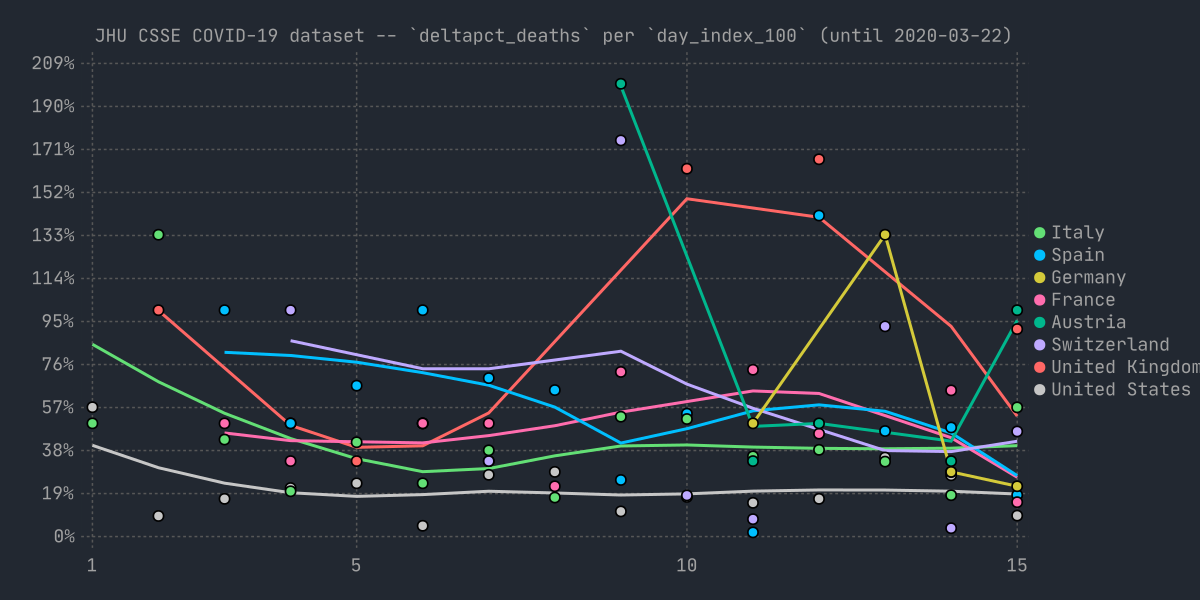 JHU CSSE COVID-19 dataset -- `deltapct_deaths` per `day_index_100` (until 2020-03-22)
209%
190%
171%
152%
133%
114%
95%
76%
57%
38%
19%
0%
1 5 10 15
Italy
Spain
Germany
France
Austria
Switzerland
United Kingdom
United States